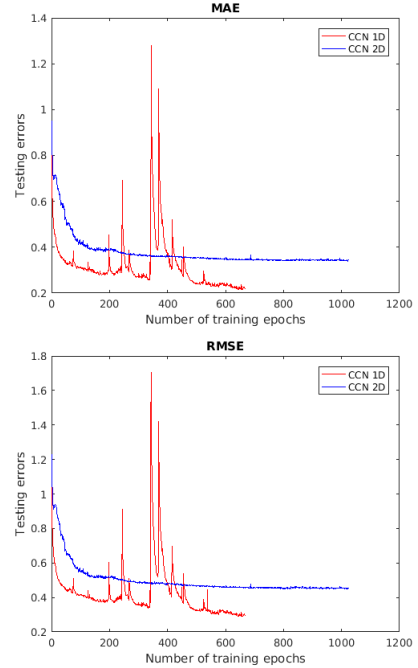 MAE
1.4
1.2
1
0.8
0.6
0.4
0.2
Testing errors
CCN 1D
CCN 2D
0 200 400 600 800 1000 1200
Number of training epochs
RMSE
1.8
1.6
1.4
1.2
1
0.8
0.6
0.4
0.2
Testing errors
CCN 1D
CCN 2D
0 200 400 600 800 1000 1200
Number of training epochs